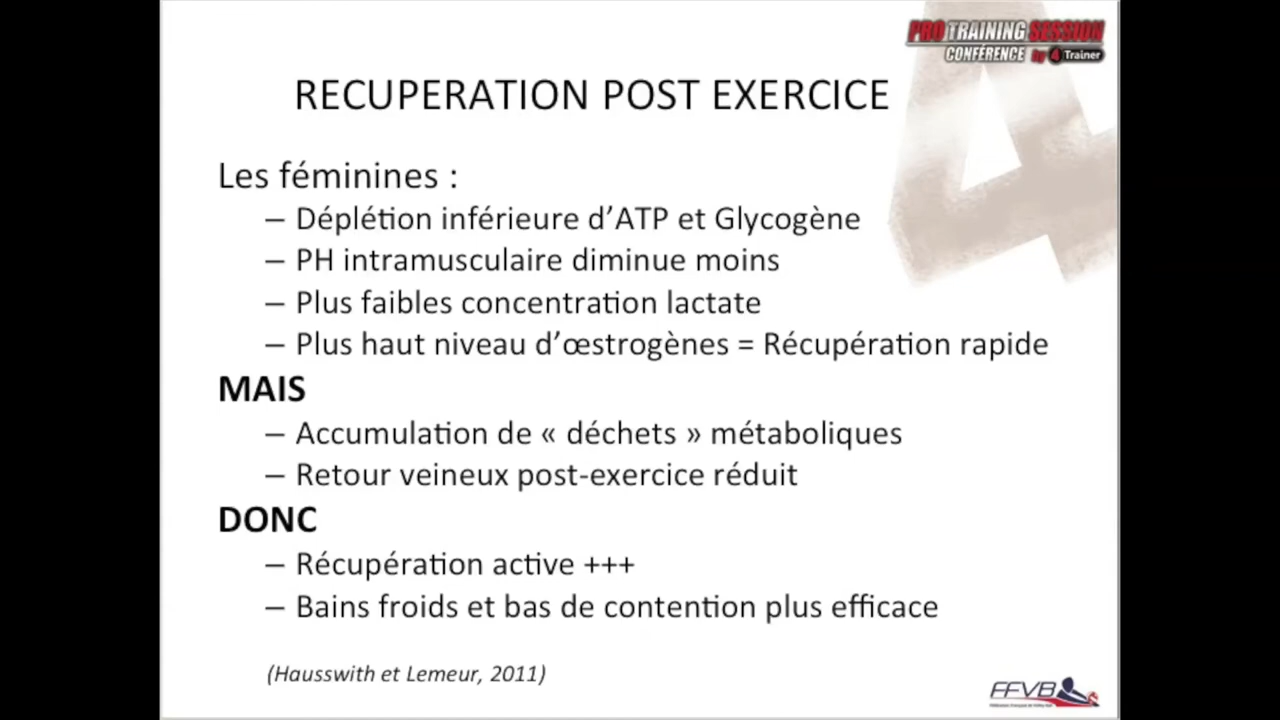 PRO TRAINING SESSION
CONFÉRENCE by 4 Trainer
RECUPERATION POST EXERCICE
Les féminines :
– Déplétion inférieure d’ATP et Glycogène
– PH intramusculaire diminue moins
– Plus faibles concentration lactate
– Plus haut niveau d’œstrogènes = Récupération rapide
MAIS
– Accumulation de « déchets » métaboliques
– Retour veineux post-exercice réduit
DONC
– Récupération active +++
– Bains froids et bas de contention plus efficace
(Hausswith et Lemeur, 2011)
FFVB